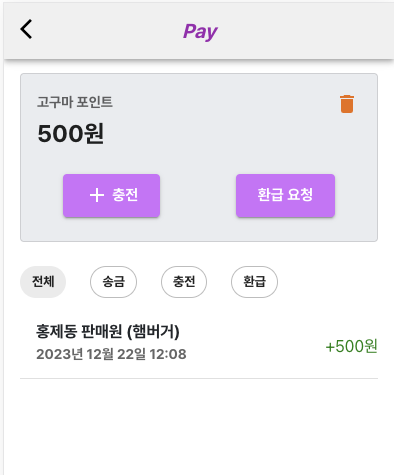 Pay
고구마 포인트
500원
+ 충전
환급 요청
전체 송금 충전 환급
홍제동 판매원 (햄버거)
2023년 12월 22일 12:08
+500원